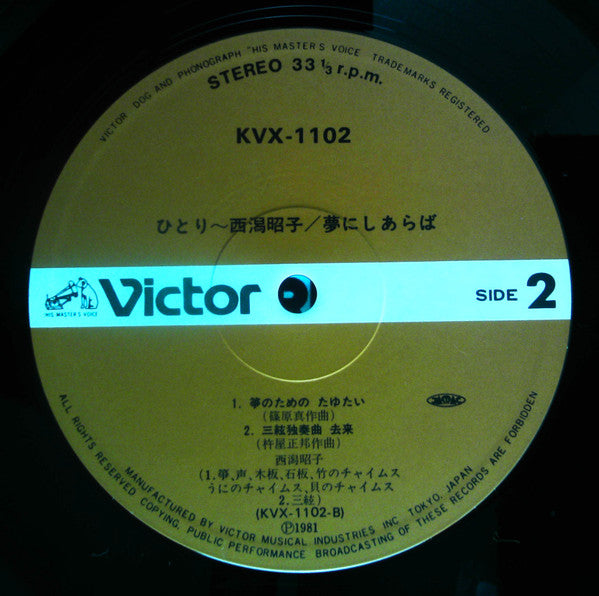 VICTOR DOG AND PHONOGRAPH "HIS MASTER'S VOICE TRADEMARKS REGISTERED
STEREO 33 1/3 r.p.m.
KVX-1102
ひとり～西潟昭子／夢にしあらば
HIS MASTER'S VOICE
Victor
SIDE 2
1. 箏のための たゆたい
(篠原真作曲)
JASRAC
2. 三絃独奏曲 去来
(杵屋正邦作曲)
西潟昭子
(1.箏、声、木板、石板、竹のチャイムス
うにのチャイムス、貝のチャイムス
2.三絃)
(KVX-1102-B)
Ⓟ1981
MANUFACTURED BY VICTOR MUSICAL INDUSTRIES INC. TOKYO, JAPAN
ALL RIGHTS RESERVED COPYING, PUBLIC PERFORMANCE BROADCASTING OF THESE RECORDS ARE FORBIDDEN